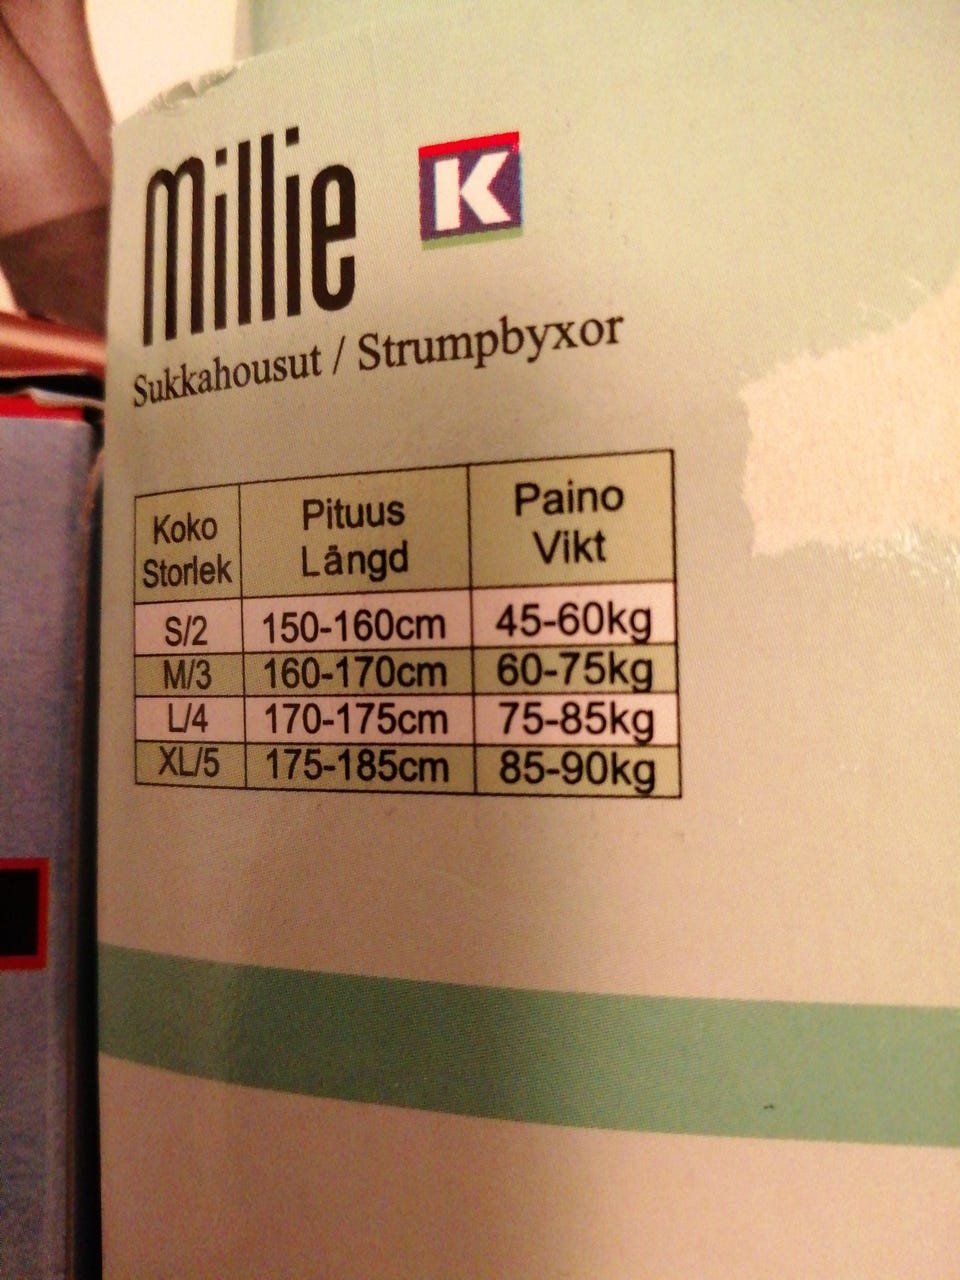 Millie K
Sukkahousut / Strumpbyxor
Koko Storlek Pituus Längd Paino Vikt
S/2 150-160cm 45-60kg
M/3 160-170cm 60-75kg
L/4 170-175cm 75-85kg
XL/5 175-185cm 85-90kg